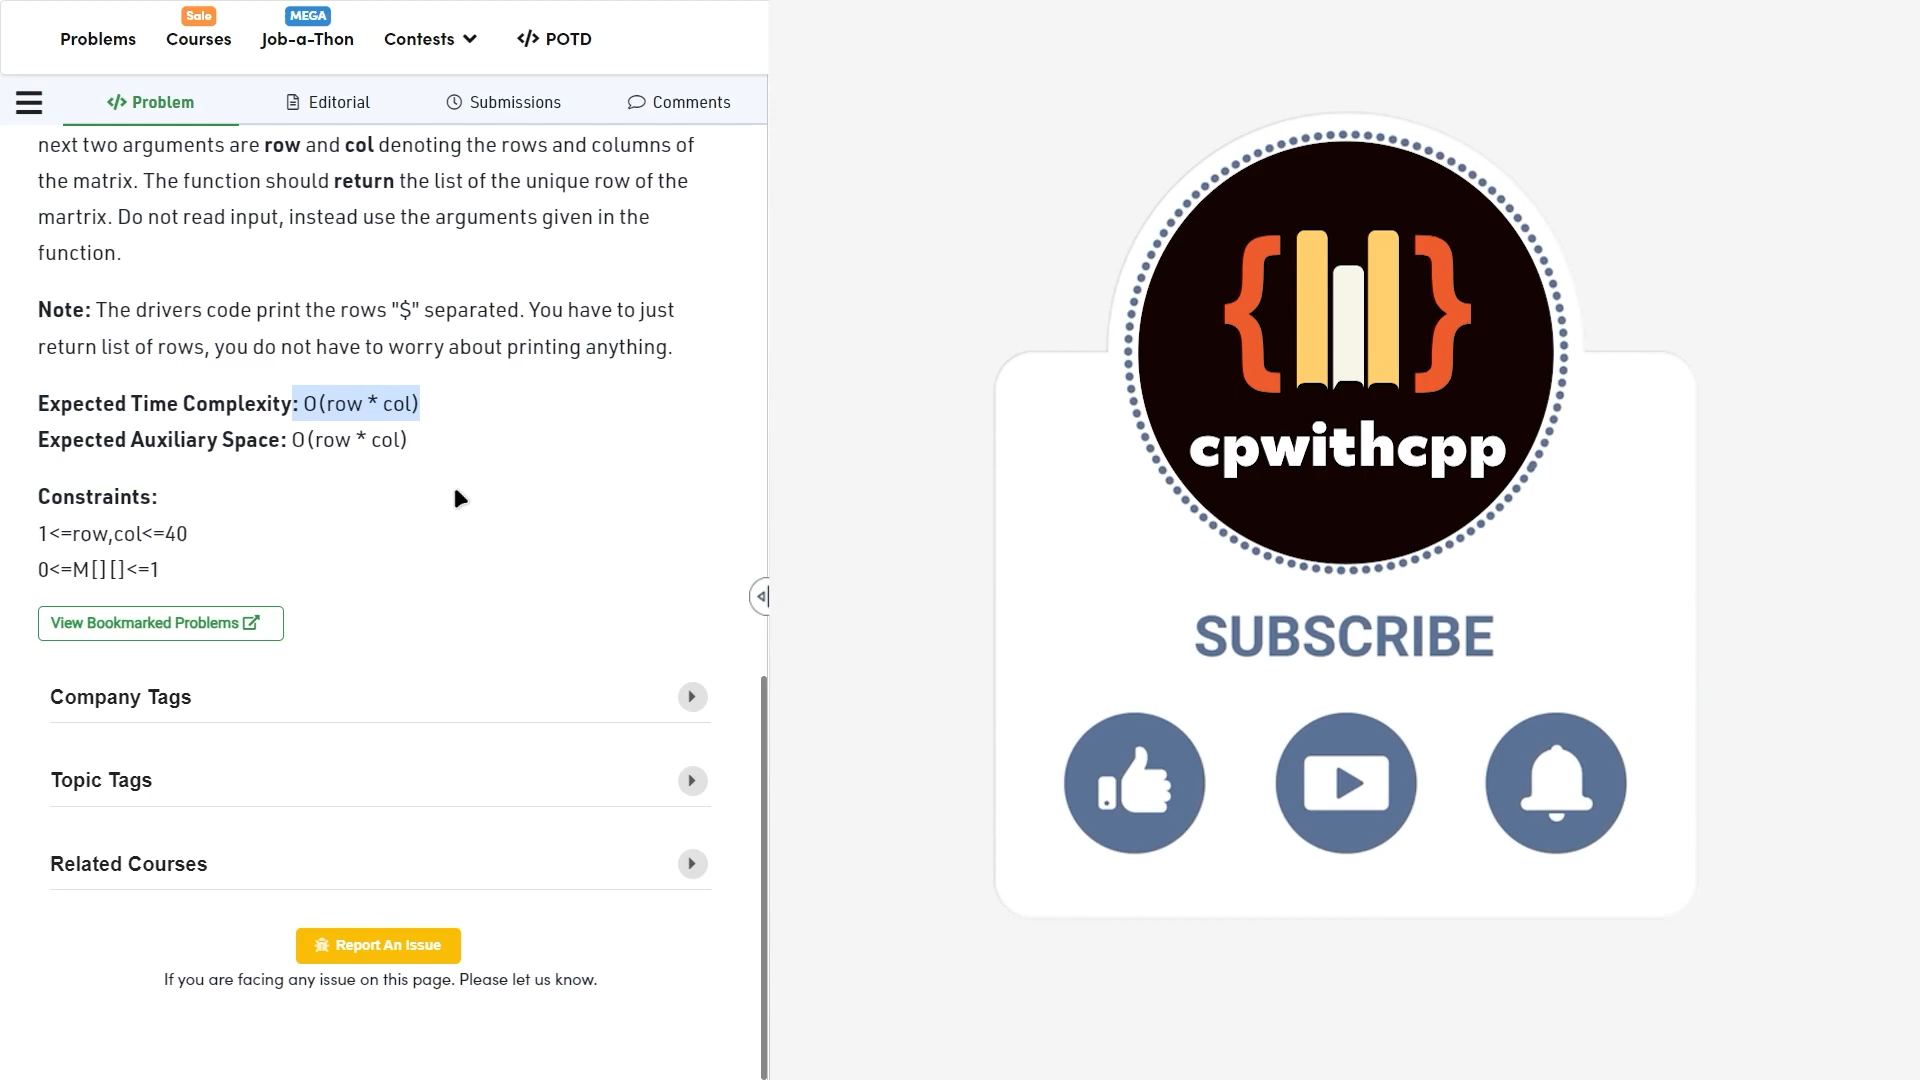 Sale
MEGA
Problems Courses Job-a-Thon Contests </> POTD
</> Problem Editorial Submissions Comments
next two arguments are row and col denoting the rows and columns of
the matrix. The function should return the list of the unique row of the
martrix. Do not read input, instead use the arguments given in the
function.
Note: The drivers code print the rows "$" separated. You have to just
return list of rows, you do not have to worry about printing anything.
Expected Time Complexity: O(row * col)
Expected Auxiliary Space: O(row * col)
Constraints:
1<=row,col<=40
0<=M[][]<=1
View Bookmarked Problems
Company Tags
Topic Tags
Related Courses
Report An Issue
If you are facing any issue on this page. Please let us know.
cpwithcpp
SUBSCRIBE